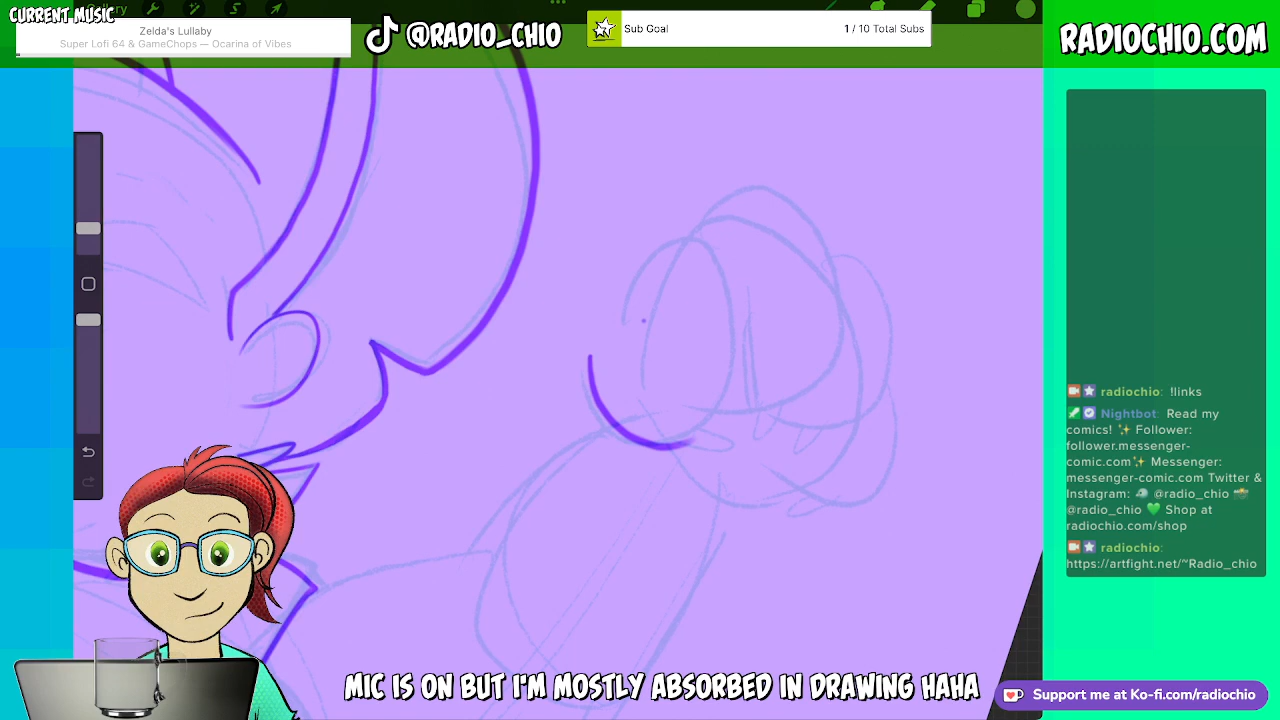 CURRENT MUSIC
Gallery
Zelda's Lullaby
Super Lofi 64 & GameChops — Ocarina of Vibes
@RADIO_CHIO
Sub Goal
1 / 10 Total Subs
RADIOCHIO.COM
radiochio: !links
Nightbot: Read my
comics! ✨ Follower:
follower.messenger-
comic.com✨ Messenger:
messenger-comic.com Twitter &
Instagram: @radio_chio
@radio_chio 💚 Shop at
radiochio.com/shop
radiochio:
https://artfight.net/~Radio_chio
MIC IS ON BUT I'M MOSTLY ABSORBED IN DRAWING HAHA
Support me at Ko-fi.com/radiochio